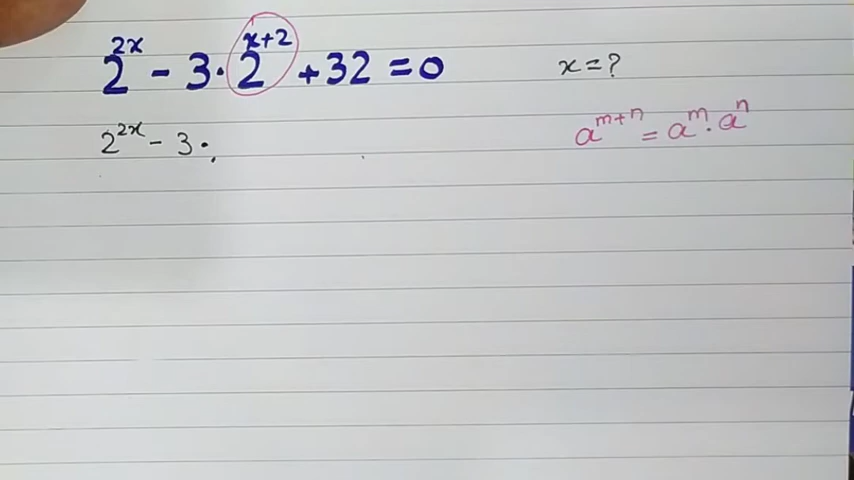 2^{2x} - 3 · 2^{x+2} + 32 = 0
x = ?
a^{m+n} = a^m · a^n
2^{2x} - 3 ·